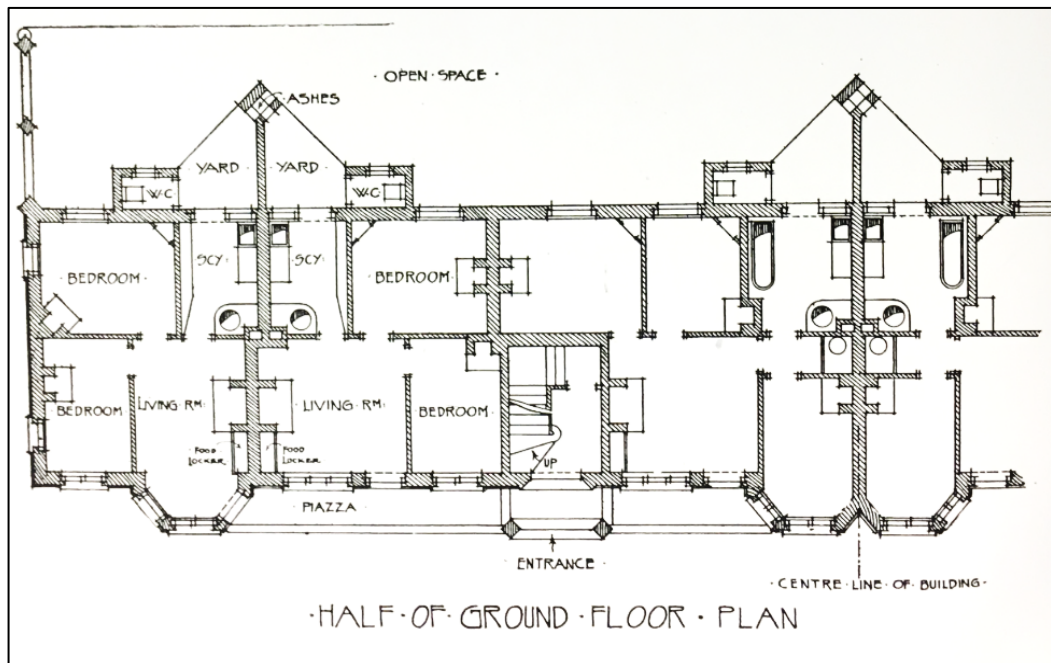 · OPEN · SPACE ·
· ASHES
· YARD ·
YARD ·
W·C
W·C
· BEDROOM ·
· SCY ·
· SCY ·
· BEDROOM ·
· BEDROOM ·
· LIVING · RM ·
· LIVING · RM ·
· BEDROOM ·
FOOD
LOCKER
FOOD
LOCKER
UP
PIAZZA
· ENTRANCE ·
· CENTRE · LINE · OF · BUILDING ·
· HALF · OF · GROUND · FLOOR · PLAN